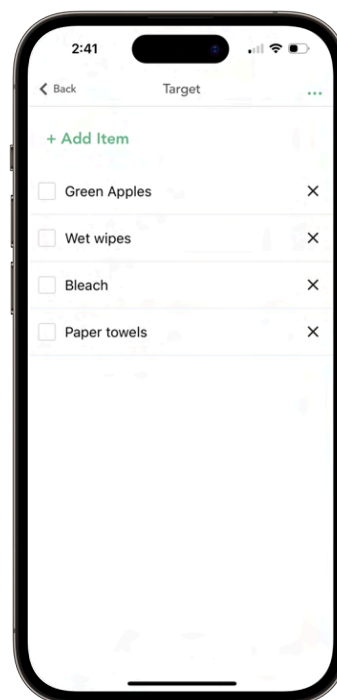 2:41
Back
Target
...
+ Add Item
Green Apples
Wet wipes
Bleach
Paper towels